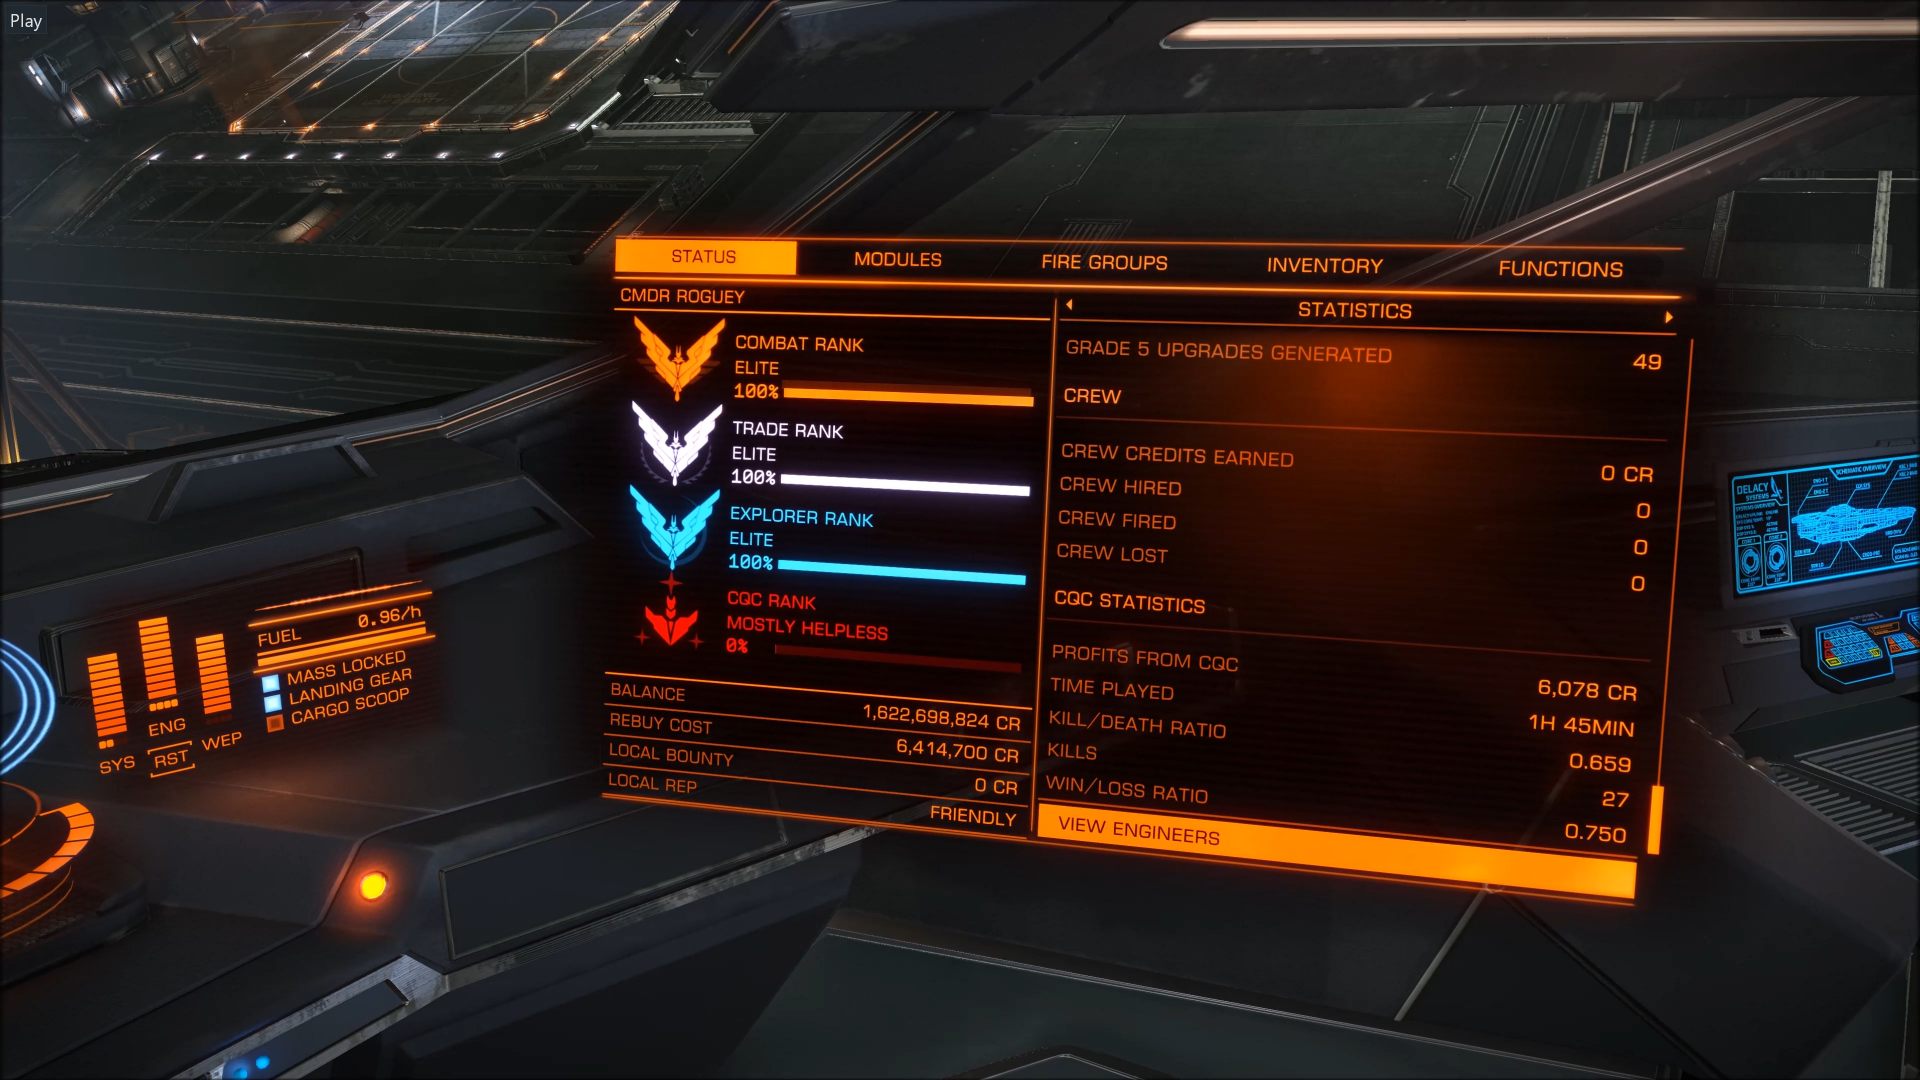 Play
STATUS
MODULES
FIRE GROUPS
INVENTORY
FUNCTIONS
CMDR ROGUEY
COMBAT RANK
ELITE
100%
TRADE RANK
ELITE
100%
EXPLORER RANK
ELITE
100%
CQC RANK
MOSTLY HELPLESS
0%
BALANCE
1,622,698,824 CR
REBUY COST
6,414,700 CR
LOCAL BOUNTY
0 CR
LOCAL REP
FRIENDLY
STATISTICS
GRADE 5 UPGRADES GENERATED
49
CREW
CREW CREDITS EARNED
0 CR
CREW HIRED
0
CREW FIRED
0
CREW LOST
0
CQC STATISTICS
PROFITS FROM CQC
6,078 CR
TIME PLAYED
1H 45MIN
KILL/DEATH RATIO
0.659
KILLS
27
WIN/LOSS RATIO
0.750
VIEW ENGINEERS
FUEL
0.96/h
MASS LOCKED
LANDING GEAR
CARGO SCOOP
SYS
ENG
WEP
RST
DELACY
SYSTEMS
SCHEMATIC OVERVIEW